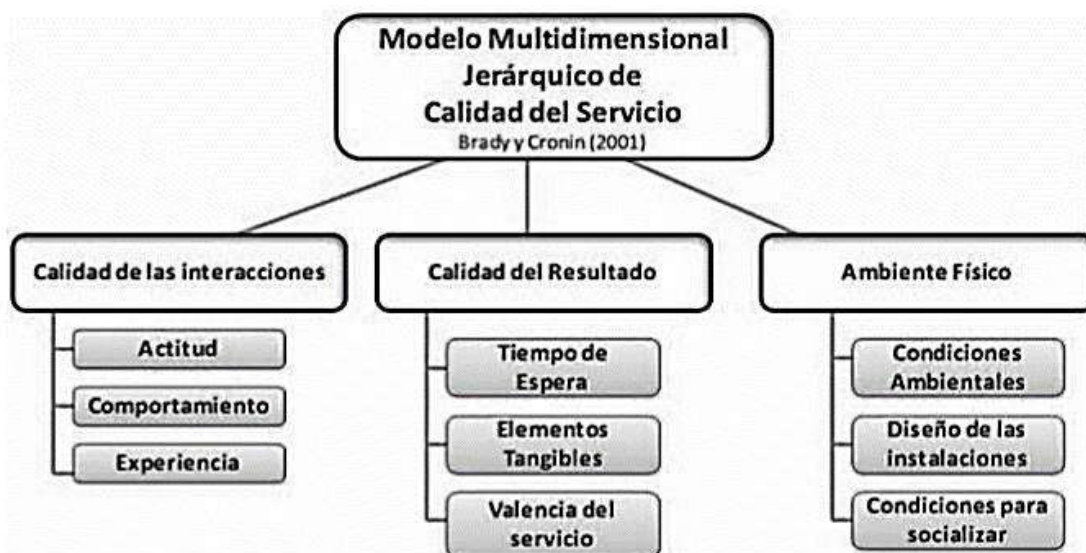 Modelo Multidimensional
Jerárquico de
Calidad del Servicio
Brady y Cronin (2001)
Calidad de las interacciones
Actitud
Comportamiento
Experiencia
Calidad del Resultado
Tiempo de
Espera
Elementos
Tangibles
Valencia del
servicio
Ambiente Físico
Condiciones
Ambientales
Diseño de las
instalaciones
Condiciones para
socializar